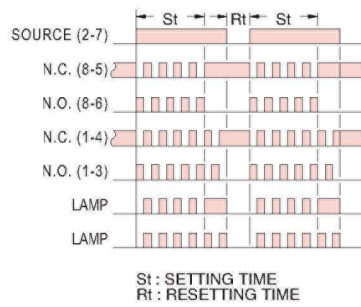 St Rt St
SOURCE (2-7)
N.C. (8-5)
N.O. (8-6)
N.C. (1-4)
N.O. (1-3)
LAMP
LAMP
St : SETTING TIME
Rt : RESETTING TIME